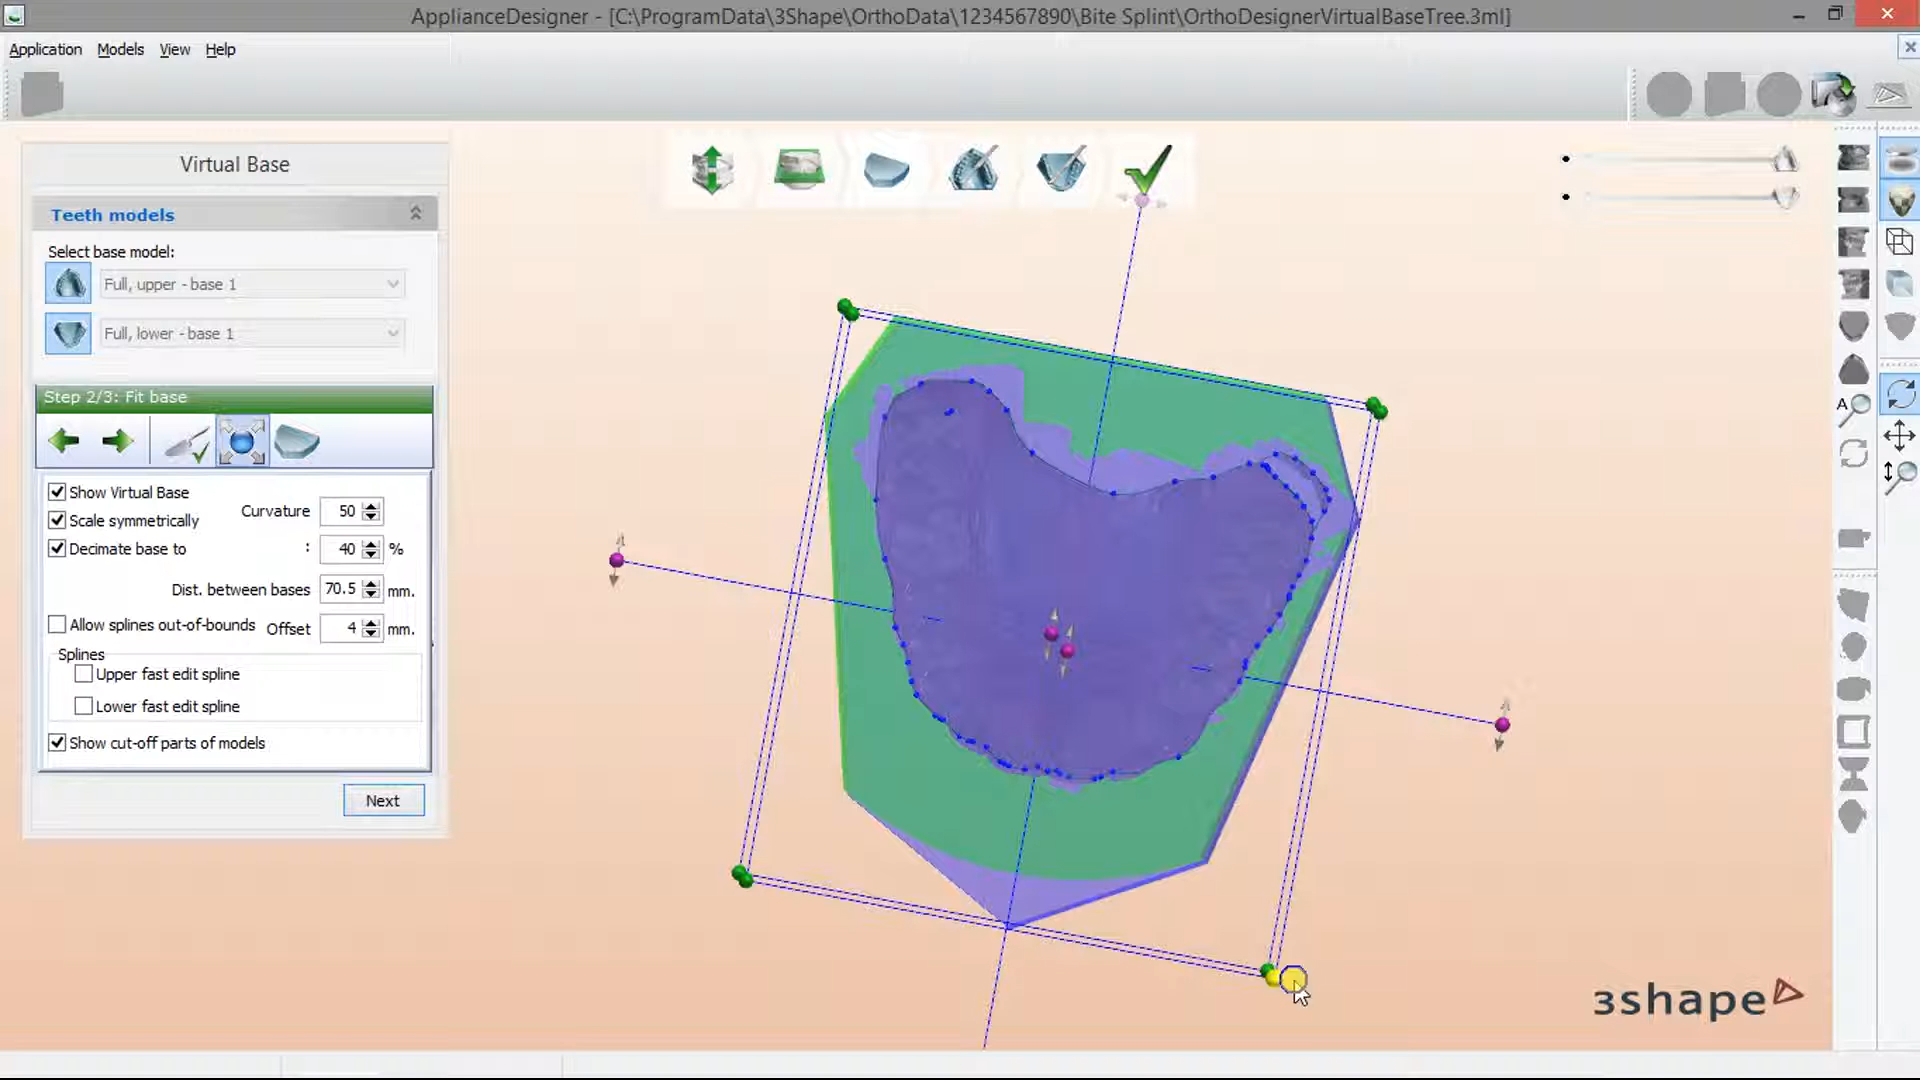 ApplianceDesigner - [C:\ProgramData\3Shape\OrthoData\1234567890\Bite Splint\OrthoDesignerVirtualBaseTree.3ml]
Application Models View Help
Virtual Base
Teeth models
Select base model:
Full, upper - base 1
Full, lower - base 1
Step 2/3: Fit base
Show Virtual Base
Curvature 50
Scale symmetrically
Decimate base to : 40 %
Dist. between bases 70.5 mm.
Allow splines out-of-bounds Offset 4 mm.
Splines
Upper fast edit spline
Lower fast edit spline
Show cut-off parts of models
Next
A
3shape